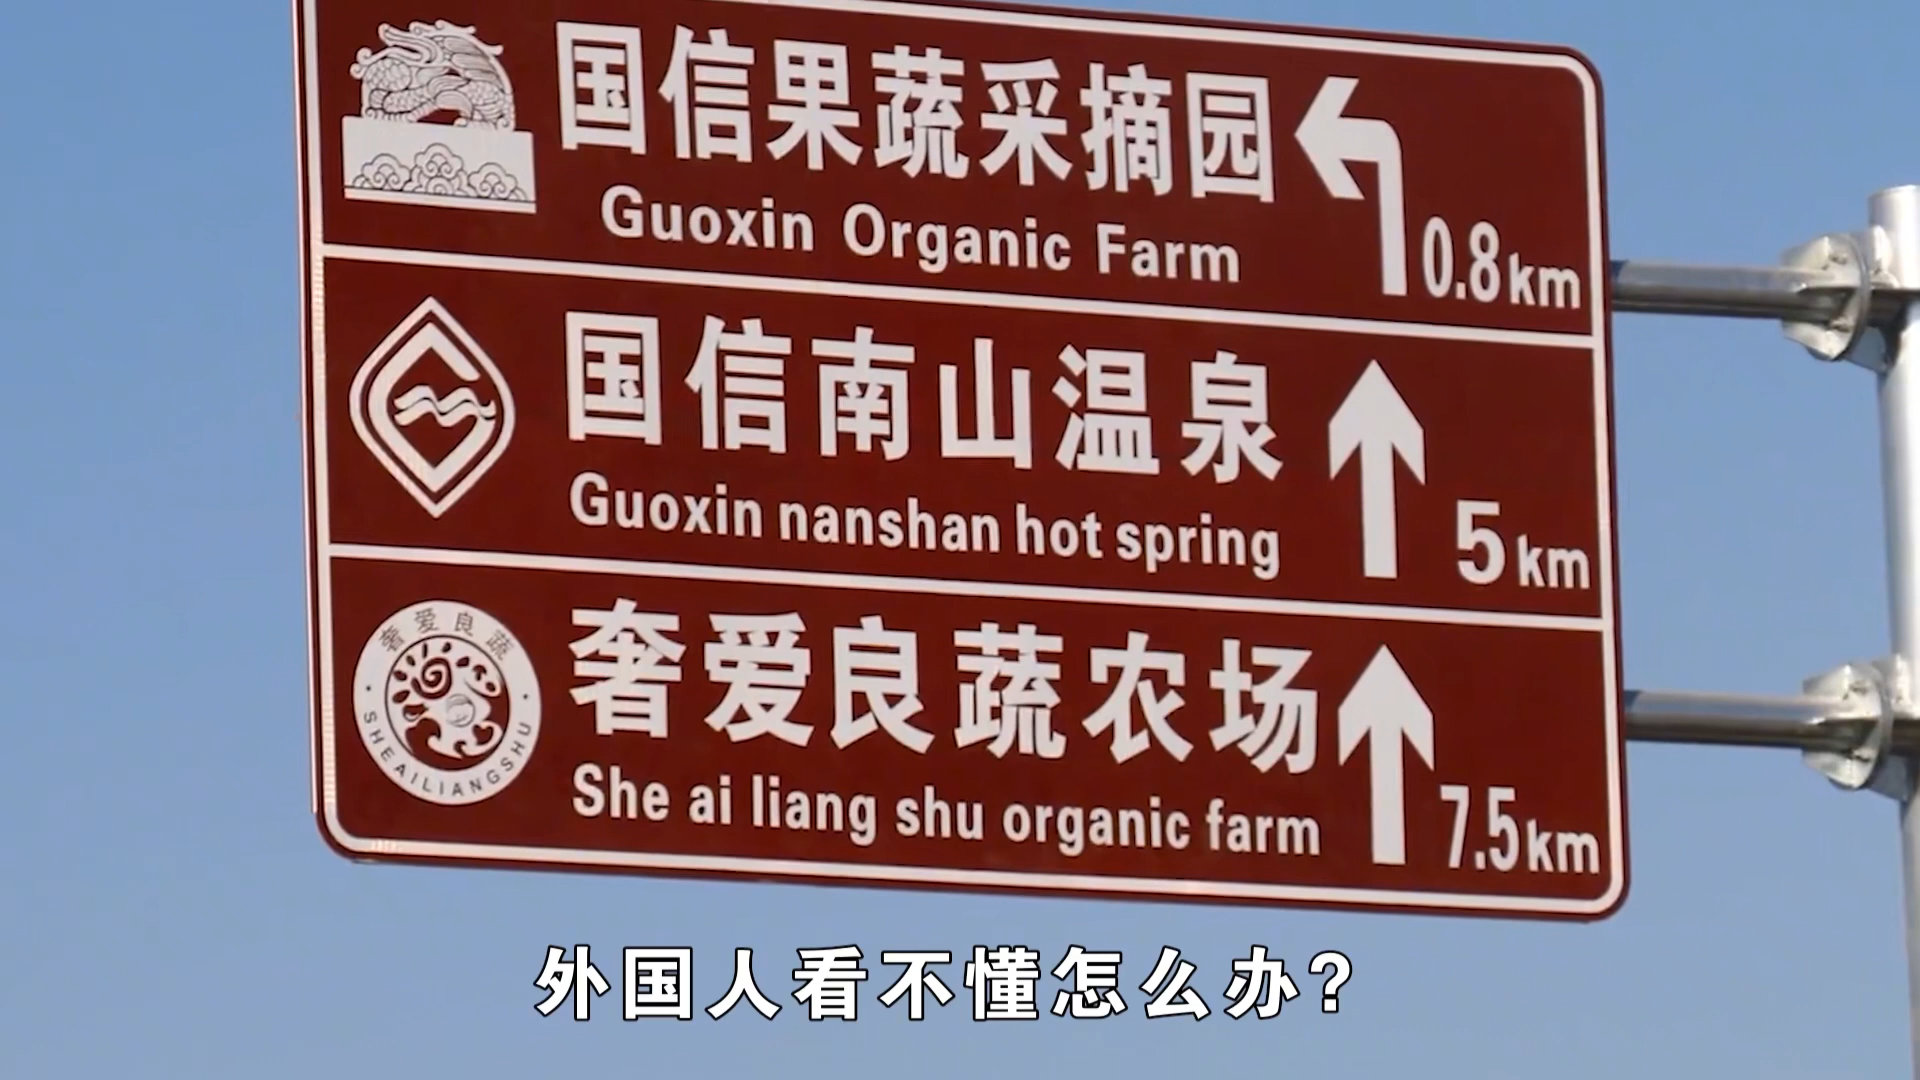 国信果蔬采摘园
Guoxin Organic Farm
0.8km
国信南山温泉
Guoxin nanshan hot spring
5km
奢爱良蔬
SHEAILIANGSHU
奢爱良蔬农场
She ai liang shu organic farm
7.5km
外国人看不懂怎么办?